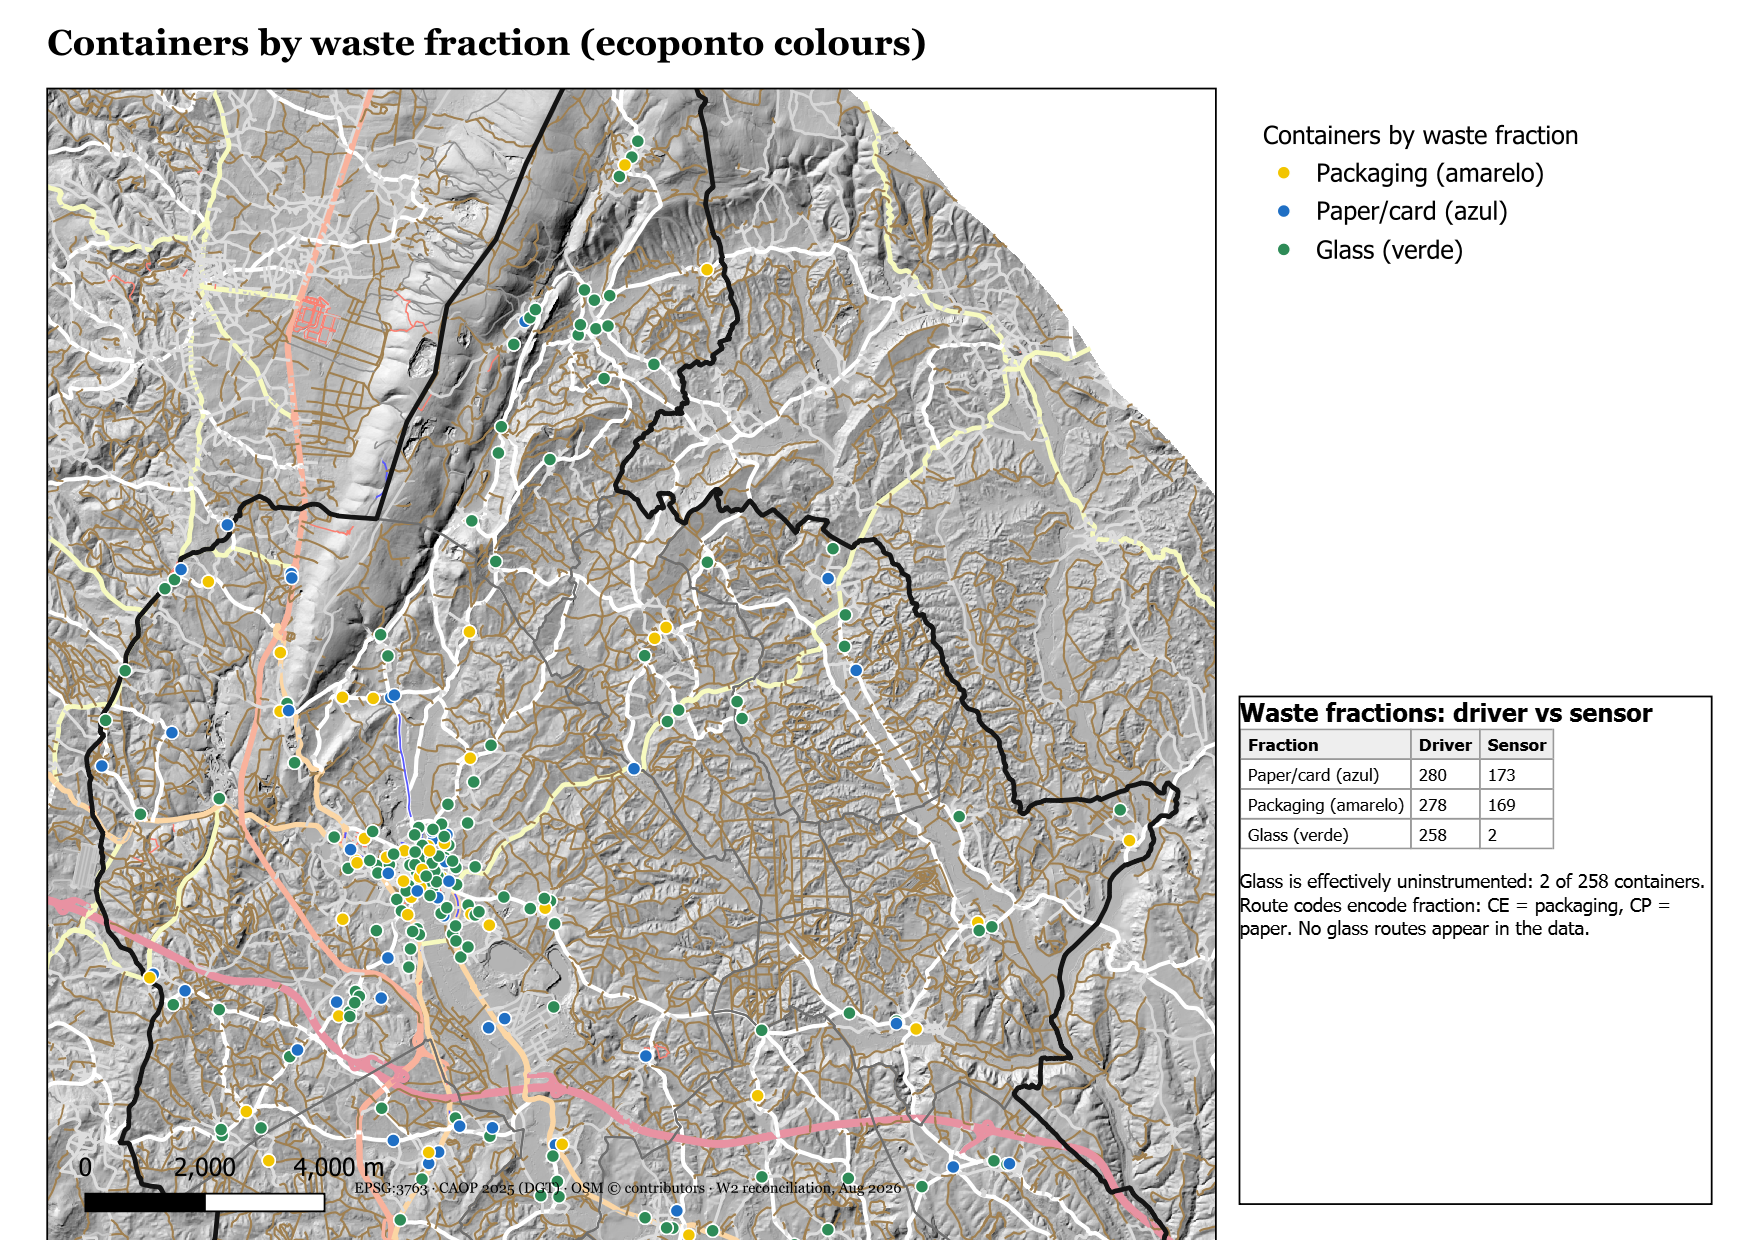 Containers by waste fraction (ecoponto colours)
Containers by waste fraction
Packaging (amarelo)
Paper/card (azul)
Glass (verde)
Waste fractions: driver vs sensor
Fraction Driver Sensor
Paper/card (azul) 280 173
Packaging (amarelo) 278 169
Glass (verde) 258 2
Glass is effectively uninstrumented: 2 of 258 containers.
Route codes encode fraction: CE = packaging, CP =
paper. No glass routes appear in the data.
0 2,000 4,000 m
EPSG:3763 · CAOP 2025 (DGT) · OSM © contributors · W2 reconciliation, Aug 2026